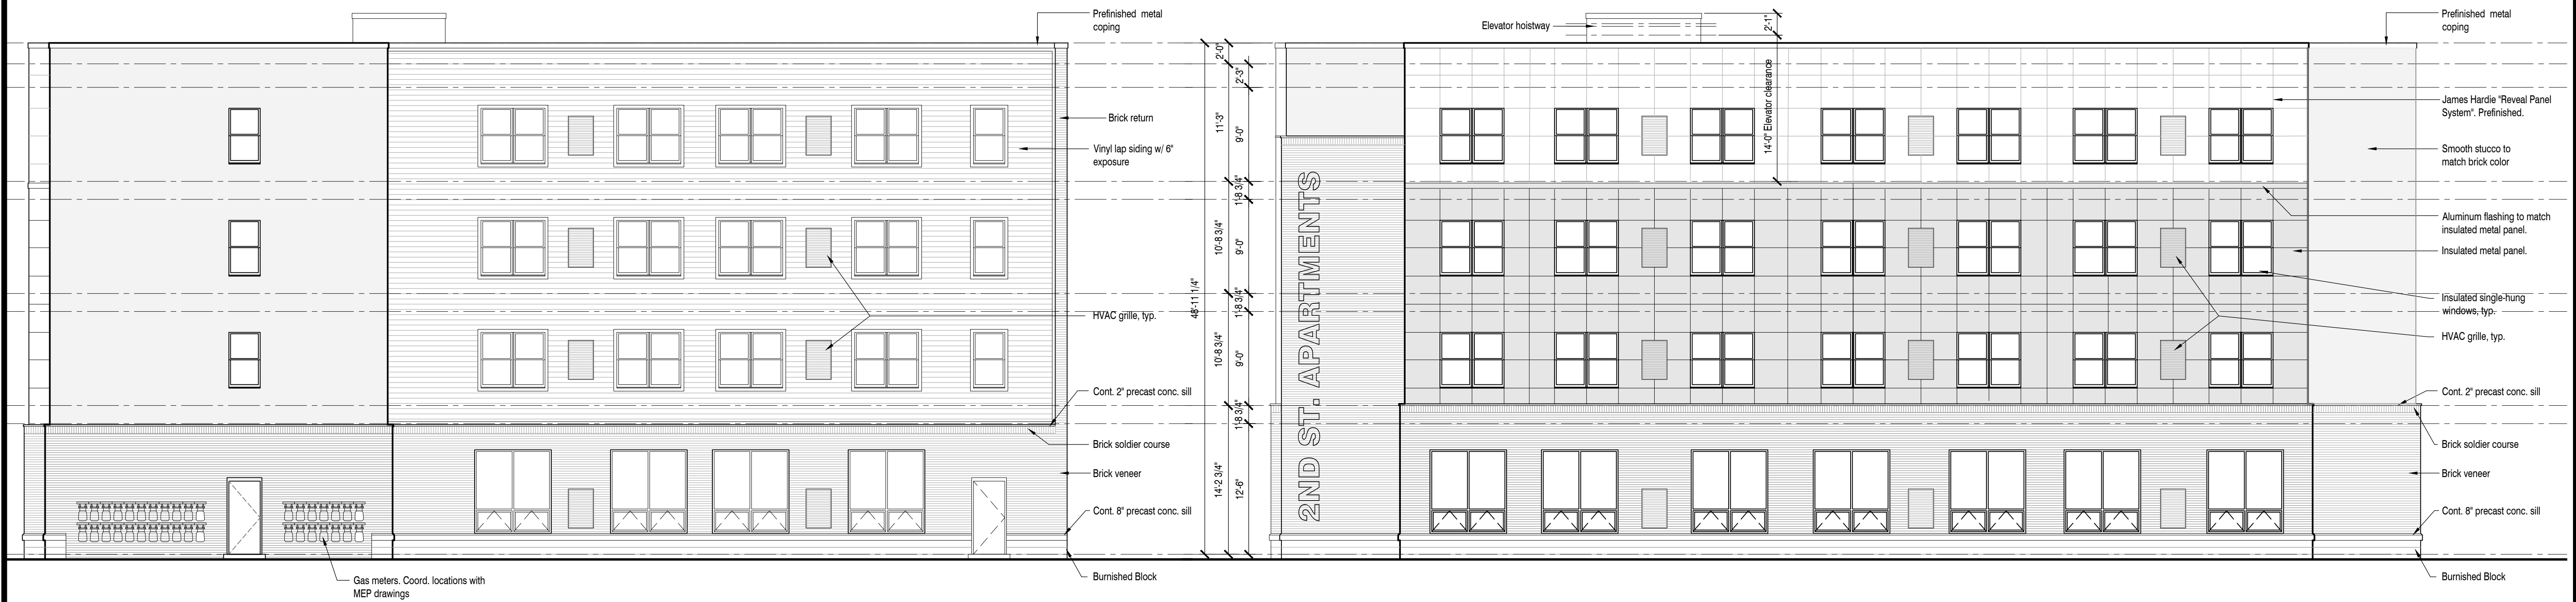 Prefinished metal
coping
Brick return
Vinyl lap siding w/ 6"
exposure
HVAC grille, typ.
Cont. 2" precast conc. sill
Brick soldier course
Brick veneer
Cont. 8" precast conc. sill
Burnished Block
Gas meters. Coord. locations with
MEP drawings
48'-11 1/4"
2'-0"
11'-3"
10'-8 3/4"
10'-8 3/4"
14'-2 3/4"
2'-3"
9'-0"
1'-8 3/4"
9'-0"
1'-8 3/4"
9'-0"
1'-8 3/4"
12'-6"
2ND ST. APARTMENTS
Elevator hoistway
2'-1"
14'-0" Elevator clearance
Prefinished metal
coping
James Hardie "Reveal Panel
System". Prefinished.
Smooth stucco to
match brick color
Aluminum flashing to match
insulated metal panel.
Insulated metal panel.
Insulated single-hung
windows, typ.
HVAC grille, typ.
Cont. 2" precast conc. sill
Brick soldier course
Brick veneer
Cont. 8" precast conc. sill
Burnished Block